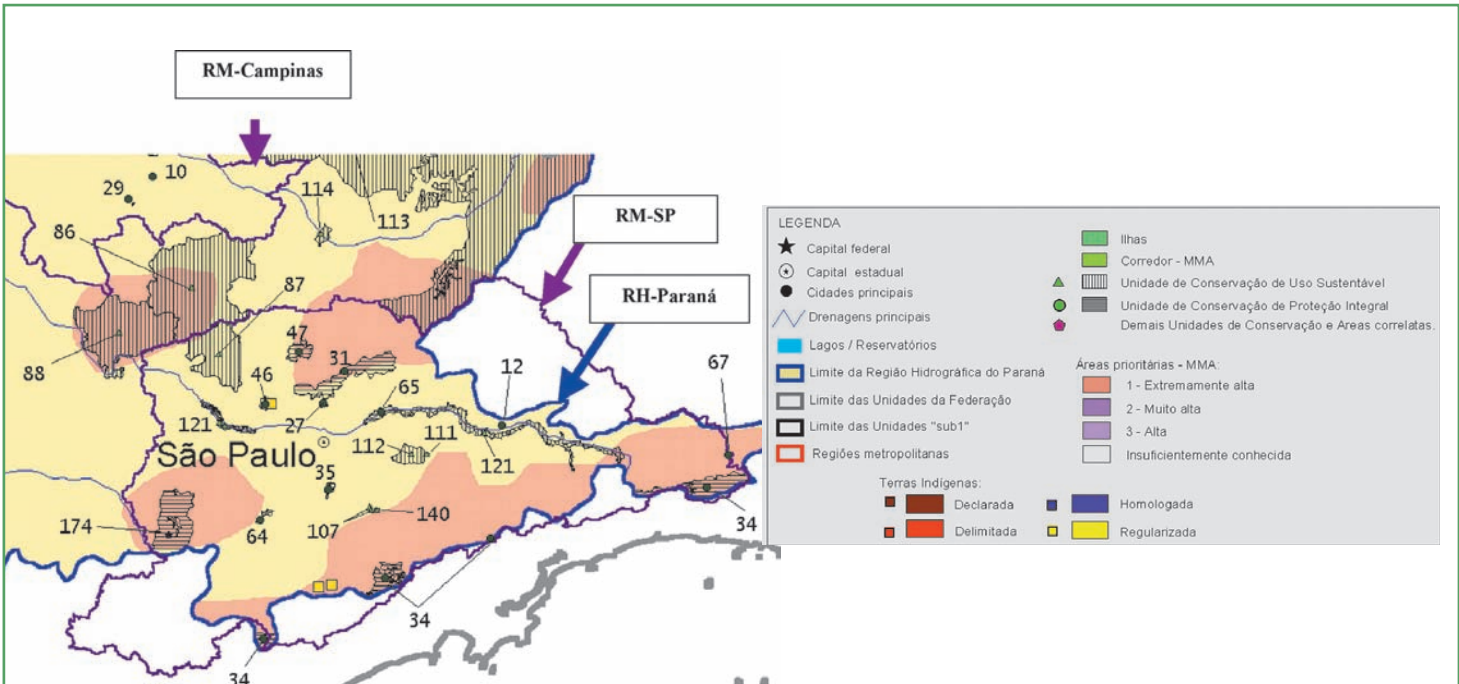 RM-Campinas
10
29
114
113
RM-SP
86
RH-Paraná
87
47
31
12
67
88
46
65
121
27
112
111
121
São Paulo
35
174
64
107
140
34
34
34
LEGENDA
Capital federal
Capital estadual
Cidades principais
Drenagens principais
Lagos / Reservatórios
Limite da Região Hidrográfica do Paraná
Limite das Unidades da Federação
Limite das Unidades "sub1"
Regiões metropolitanas
Ilhas
Corredor - MMA
Unidade de Conservação de Uso Sustentável
Unidade de Conservação de Proteção Integral
Demais Unidades de Conservação e Areas correlatas.
Áreas prioritárias - MMA:
1 - Extremamente alta
2 - Muito alta
3 - Alta
Insuficientemente conhecida
Terras Indígenas:
Declarada
Homologada
Delimitada
Regularizada